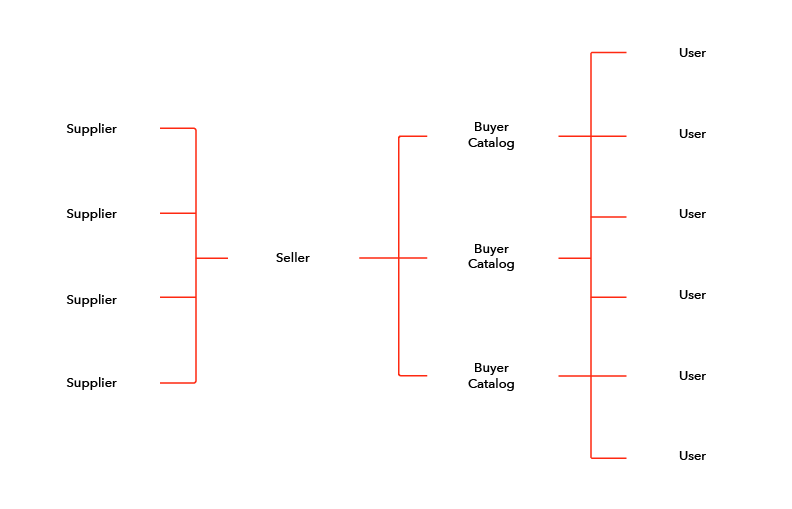 Supplier
Supplier
Supplier
Supplier
Seller
Buyer
Catalog
Buyer
Catalog
Buyer
Catalog
User
User
User
User
User
User